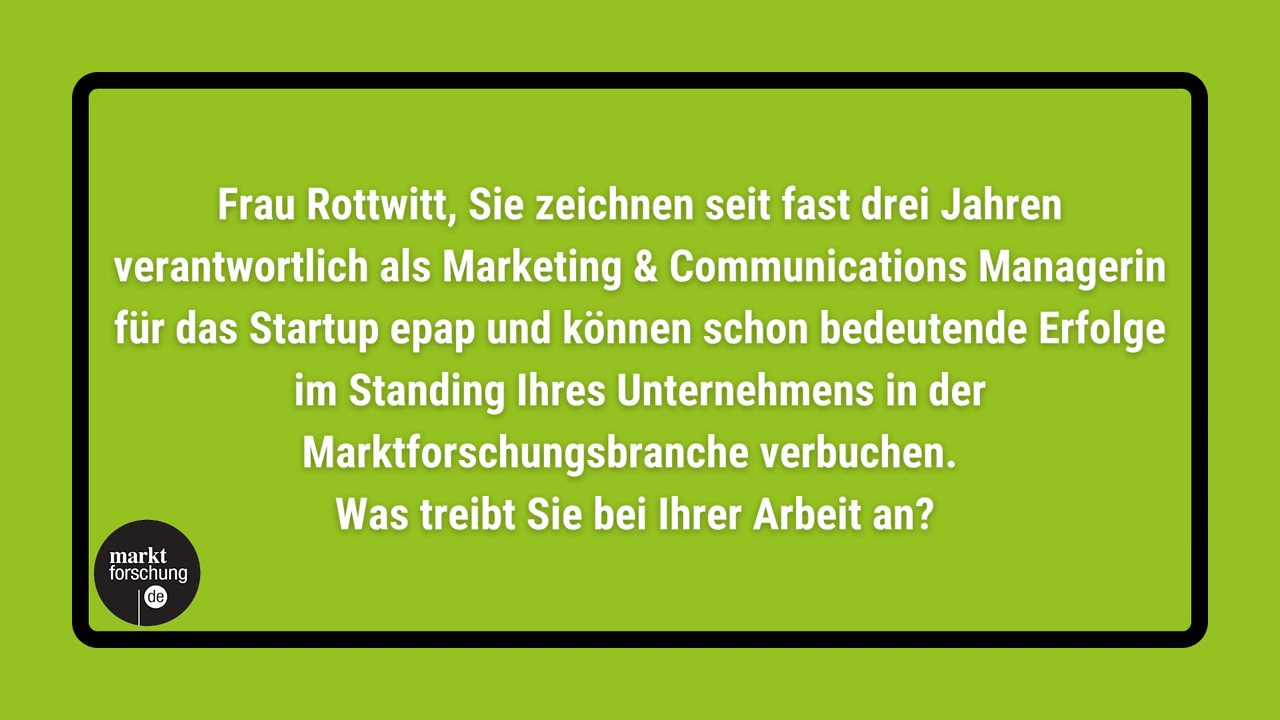 Frau Rottwitt, Sie zeichnen seit fast drei Jahren
verantwortlich als Marketing & Communications Managerin
für das Startup epap und können schon bedeutende Erfolge
im Standing Ihres Unternehmens in der
Marktforschungsbranche verbuchen.
Was treibt Sie bei Ihrer Arbeit an?
markt
forschung
de